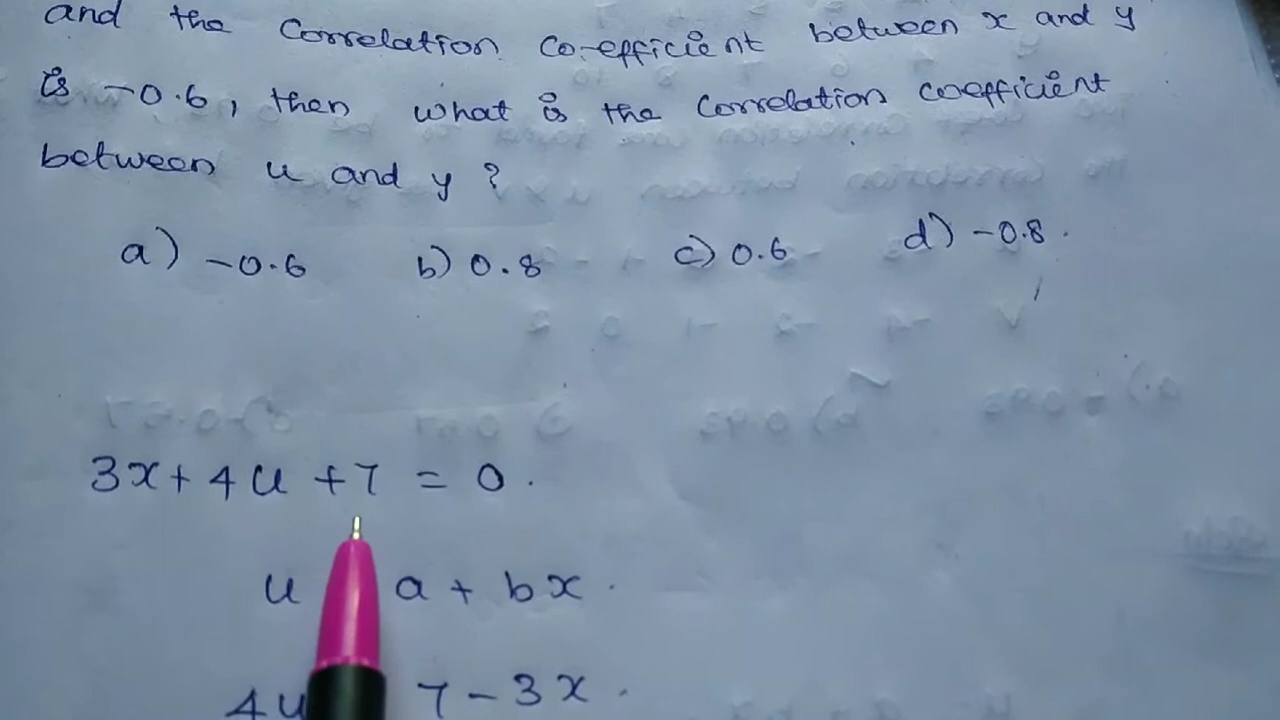 and the Correlation Co-efficient between x and y
is -0.6, then what is the Correlation coefficient
between u and y ?
a) -0.6 b) 0.8 c) 0.6 d) -0.8.
3x + 4u + 7 = 0.
u a + bx.
4u 7 - 3x.